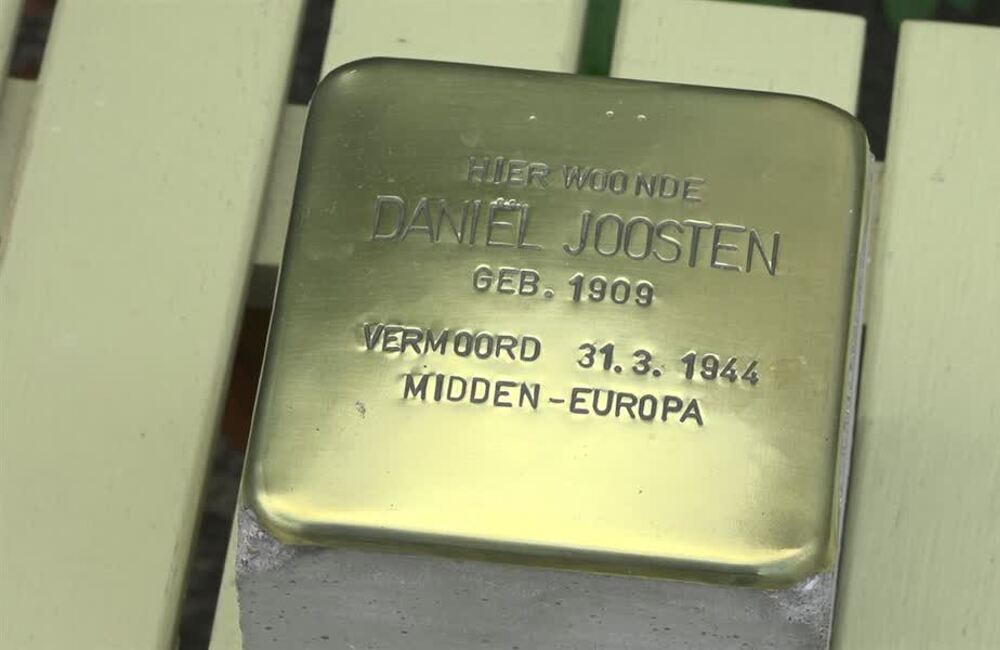 HIER WOONDE
DANIËL JOOSTEN
GEB. 1909
VERMOORD 31.3. 1944
MIDDEN-EUROPA